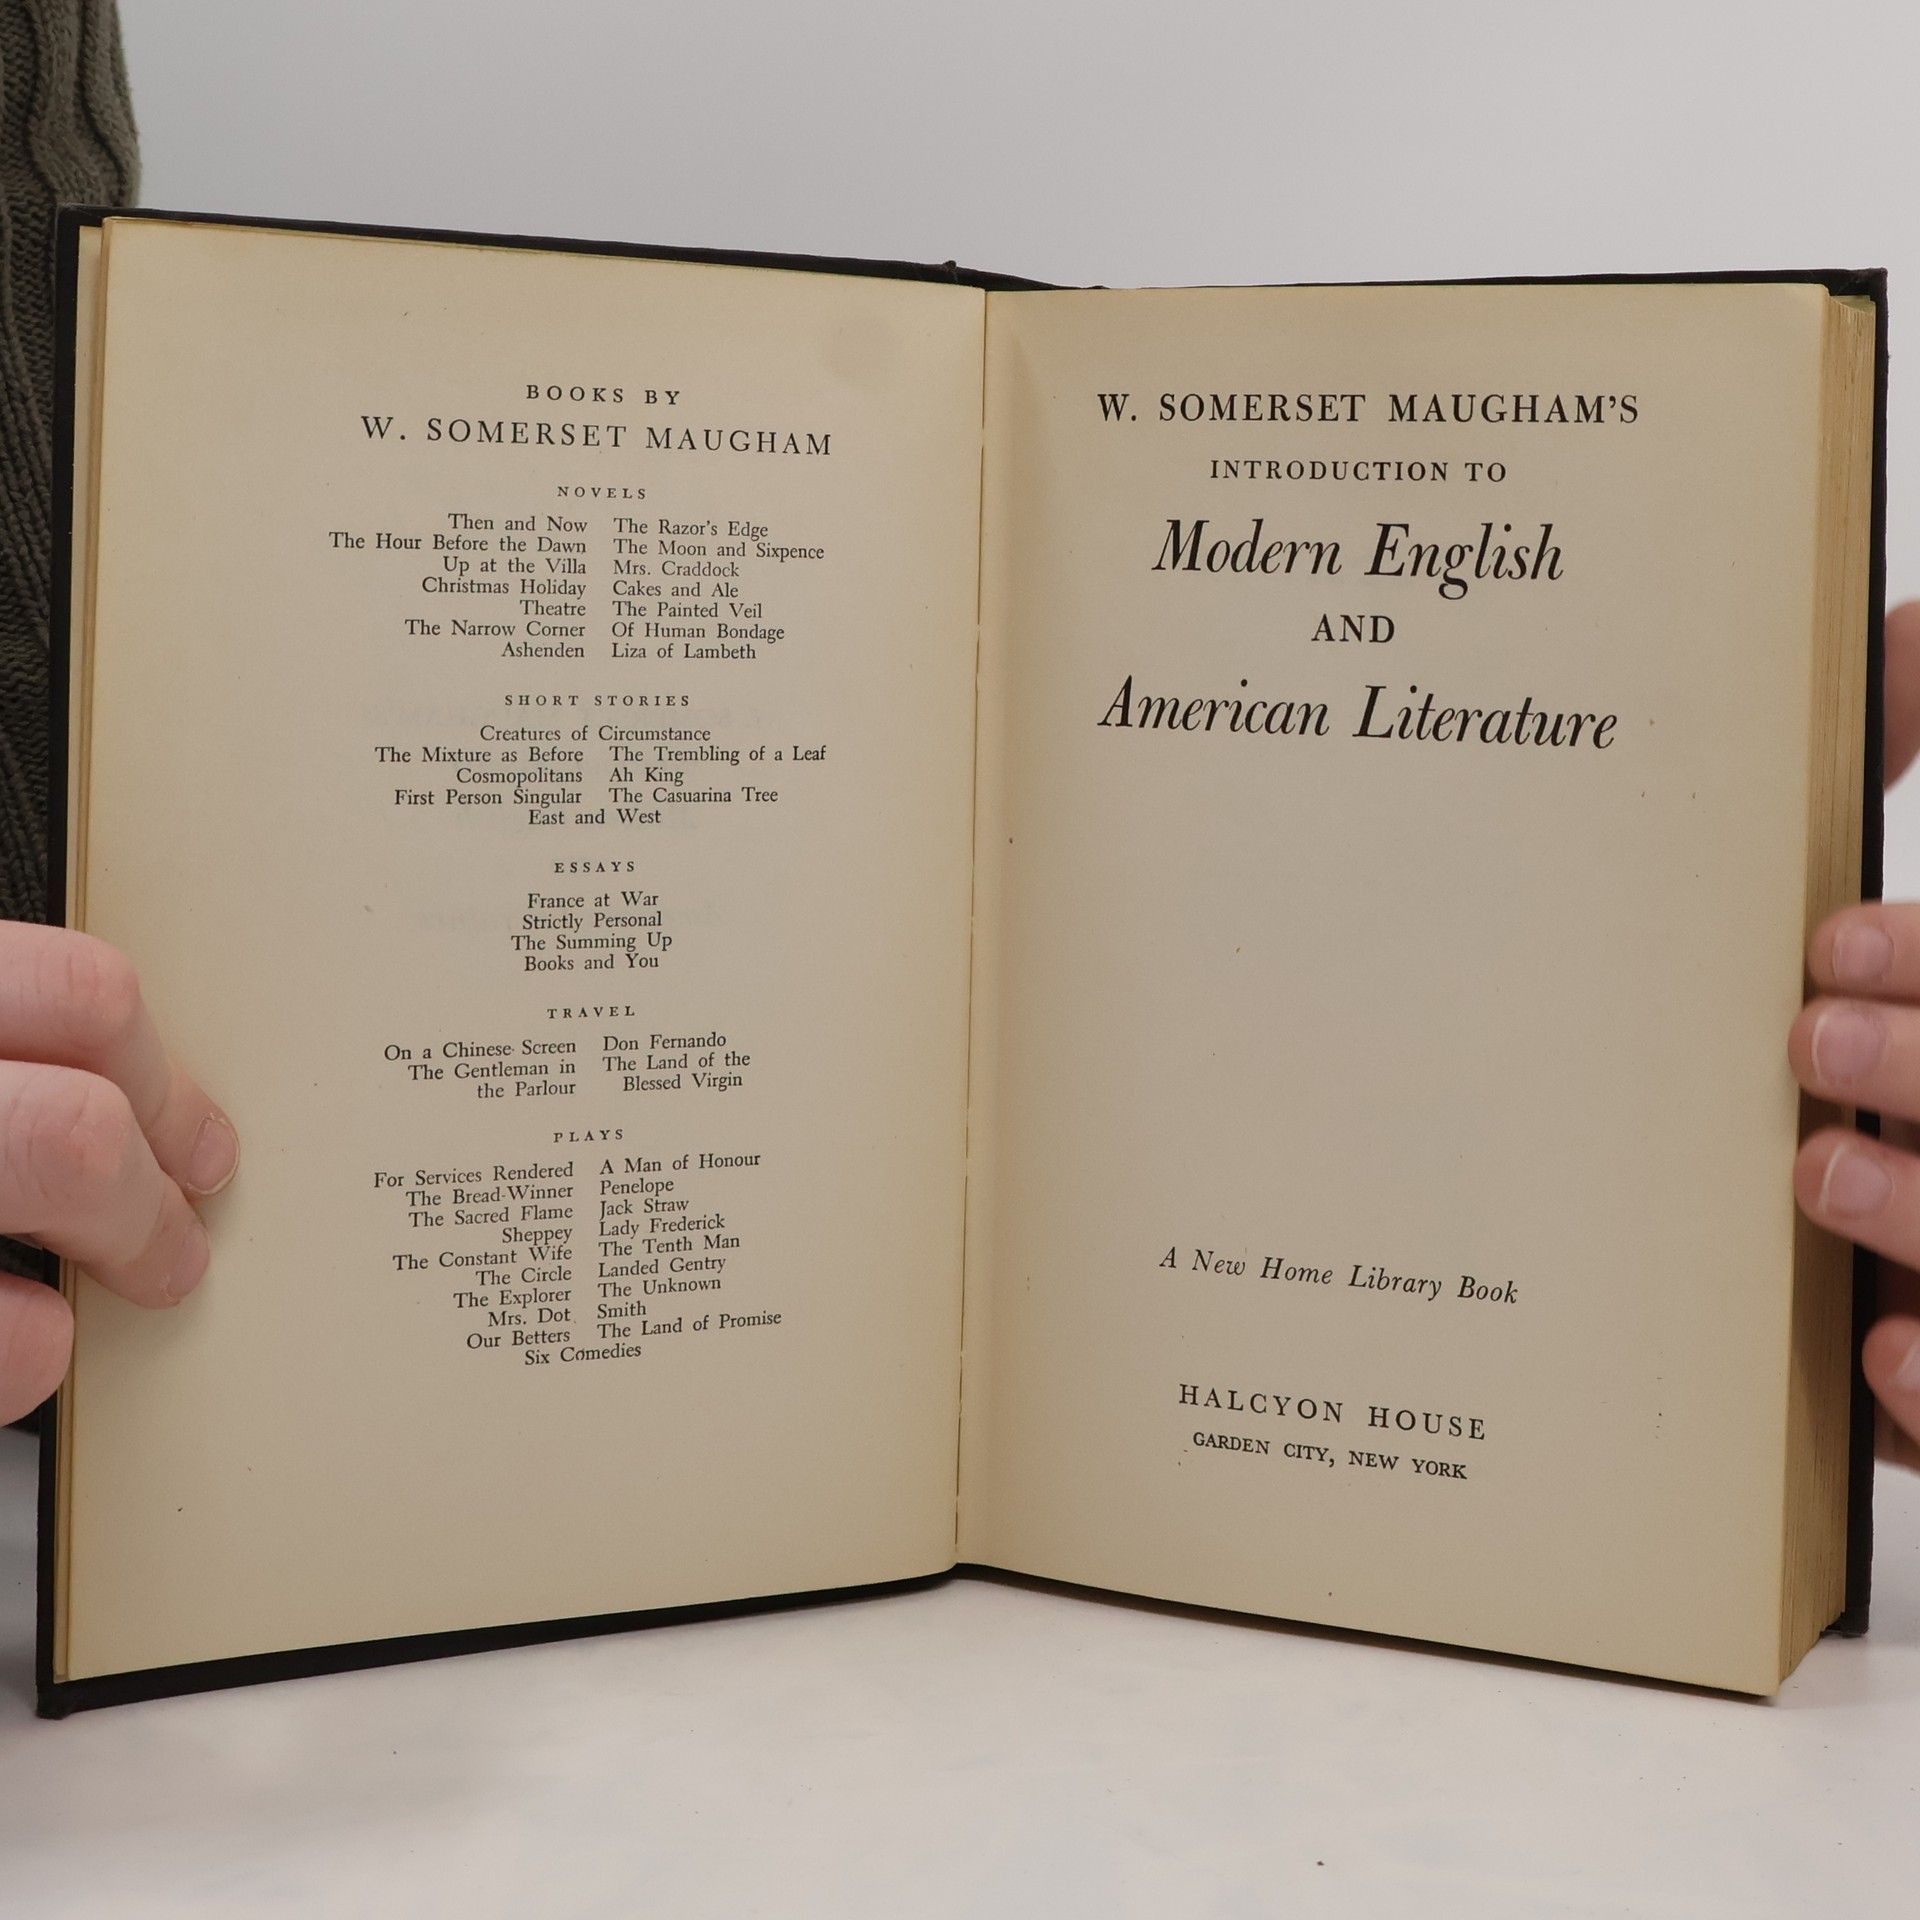 BOOKS BY
W. SOMERSET MAUGHAM
NOVELS
Then and Now The Razor's Edge
The Hour Before the Dawn The Moon and Sixpence
Up at the Villa Mrs. Craddock
Christmas Holiday Cakes and Ale
Theatre The Painted Veil
The Narrow Corner Of Human Bondage
Ashenden Liza of Lambeth
SHORT STORIES
Creatures of Circumstance
The Mixture as Before The Trembling of a Leaf
Cosmopolitans Ah King
First Person Singular The Casuarina Tree
East and West
ESSAYS
France at War
Strictly Personal
The Summing Up
Books and You
TRAVEL
On a Chinese Screen Don Fernando
The Gentleman in The Land of the
the Parlour Blessed Virgin
PLAYS
For Services Rendered A Man of Honour
The Bread-Winner Penelope
The Sacred Flame Jack Straw
Sheppey Lady Frederick
The Constant Wife The Tenth Man
The Circle Landed Gentry
The Explorer The Unknown
Mrs. Dot Smith
Our Betters The Land of Promise
Six Comedies
W. SOMERSET MAUGHAM'S
INTRODUCTION TO
Modern English
AND
American Literature
A New Home Library Book
HALCYON HOUSE
GARDEN CITY, NEW YORK